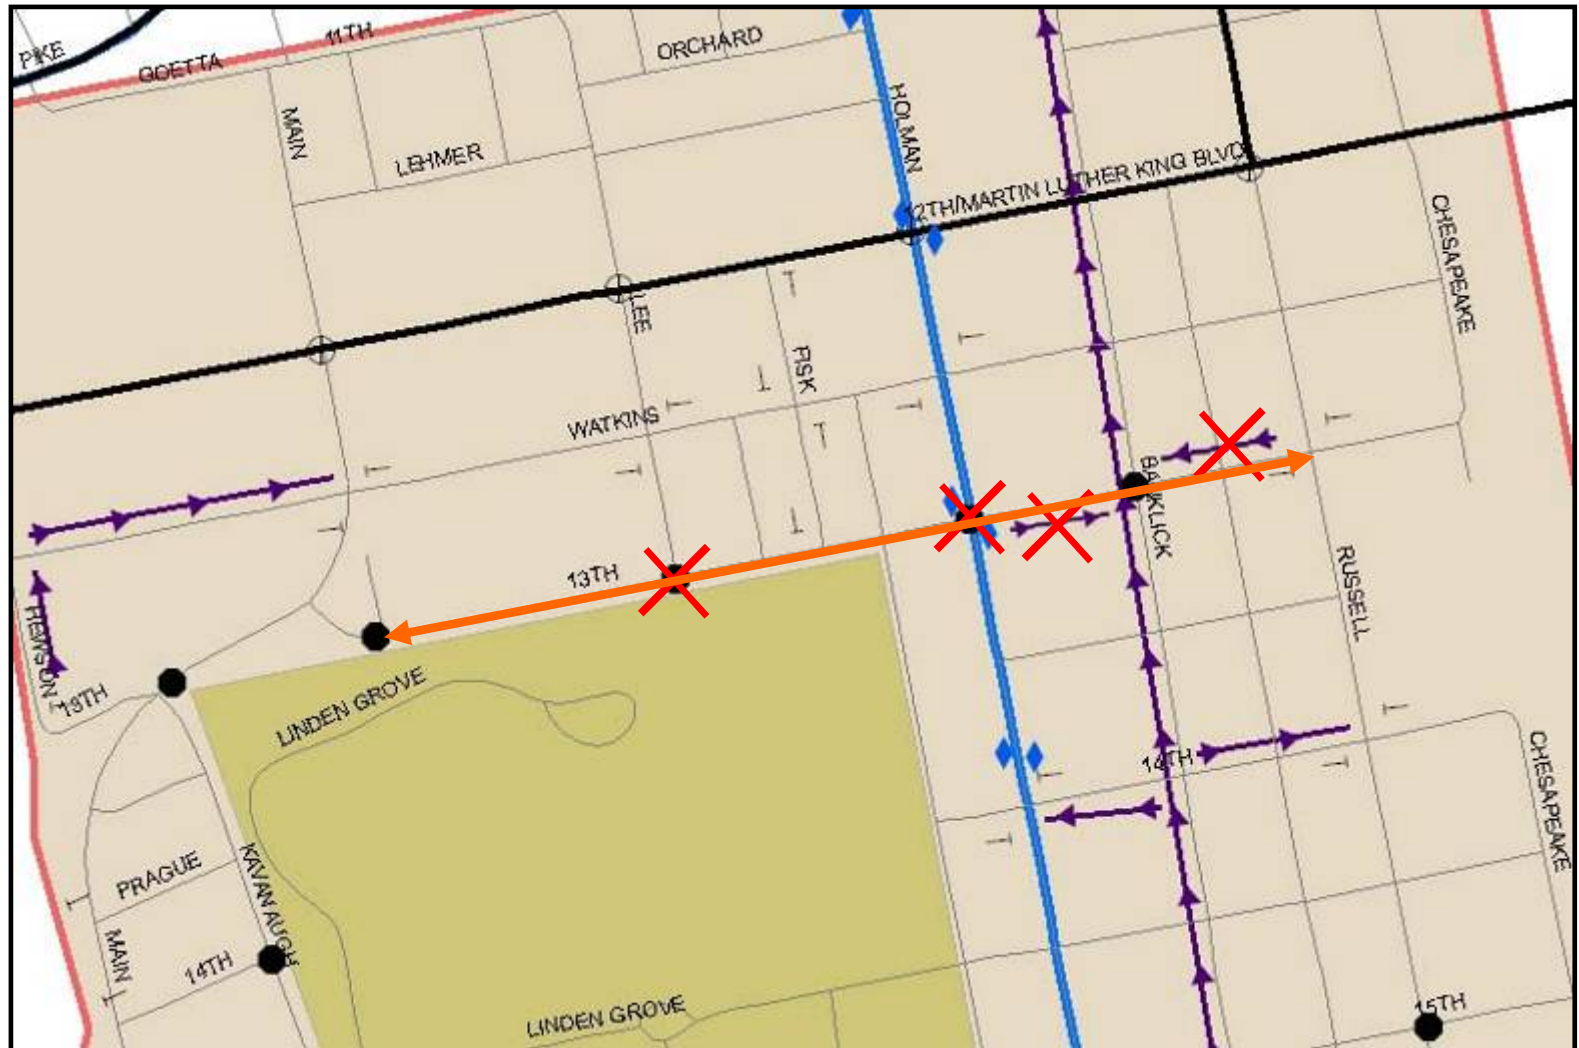 PIKE
GOETTA
11TH
ORCHARD
MAIN
LEHMER
HOLMAN
12TH/MARTIN LUTHER KING BLVD
CHESAPEAKE
LEE
FISK
WATKINS
BANKLICK
13TH
RUSSELL
HEWSON
13TH
LINDEN GROVE
14TH
CHESAPEAKE
PRAGUE
KAVANAUGH
MAIN
14TH
LINDEN GROVE
15TH